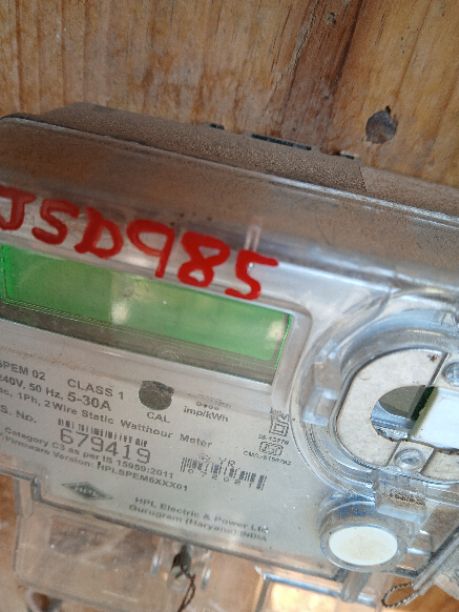 JSD985
SPEM 02 CLASS 1
240V, 50 Hz, 5-30A CAL imp/kWh
ac. 1Ph, 2 Wire Static Watthour Meter
S. No. 679419
Category C3 as per IS 15959:2011
Firmware Version: HPLSPEM6XXX01
HPL Electric & Power Ltd
Gurugram (Haryana) INDIA